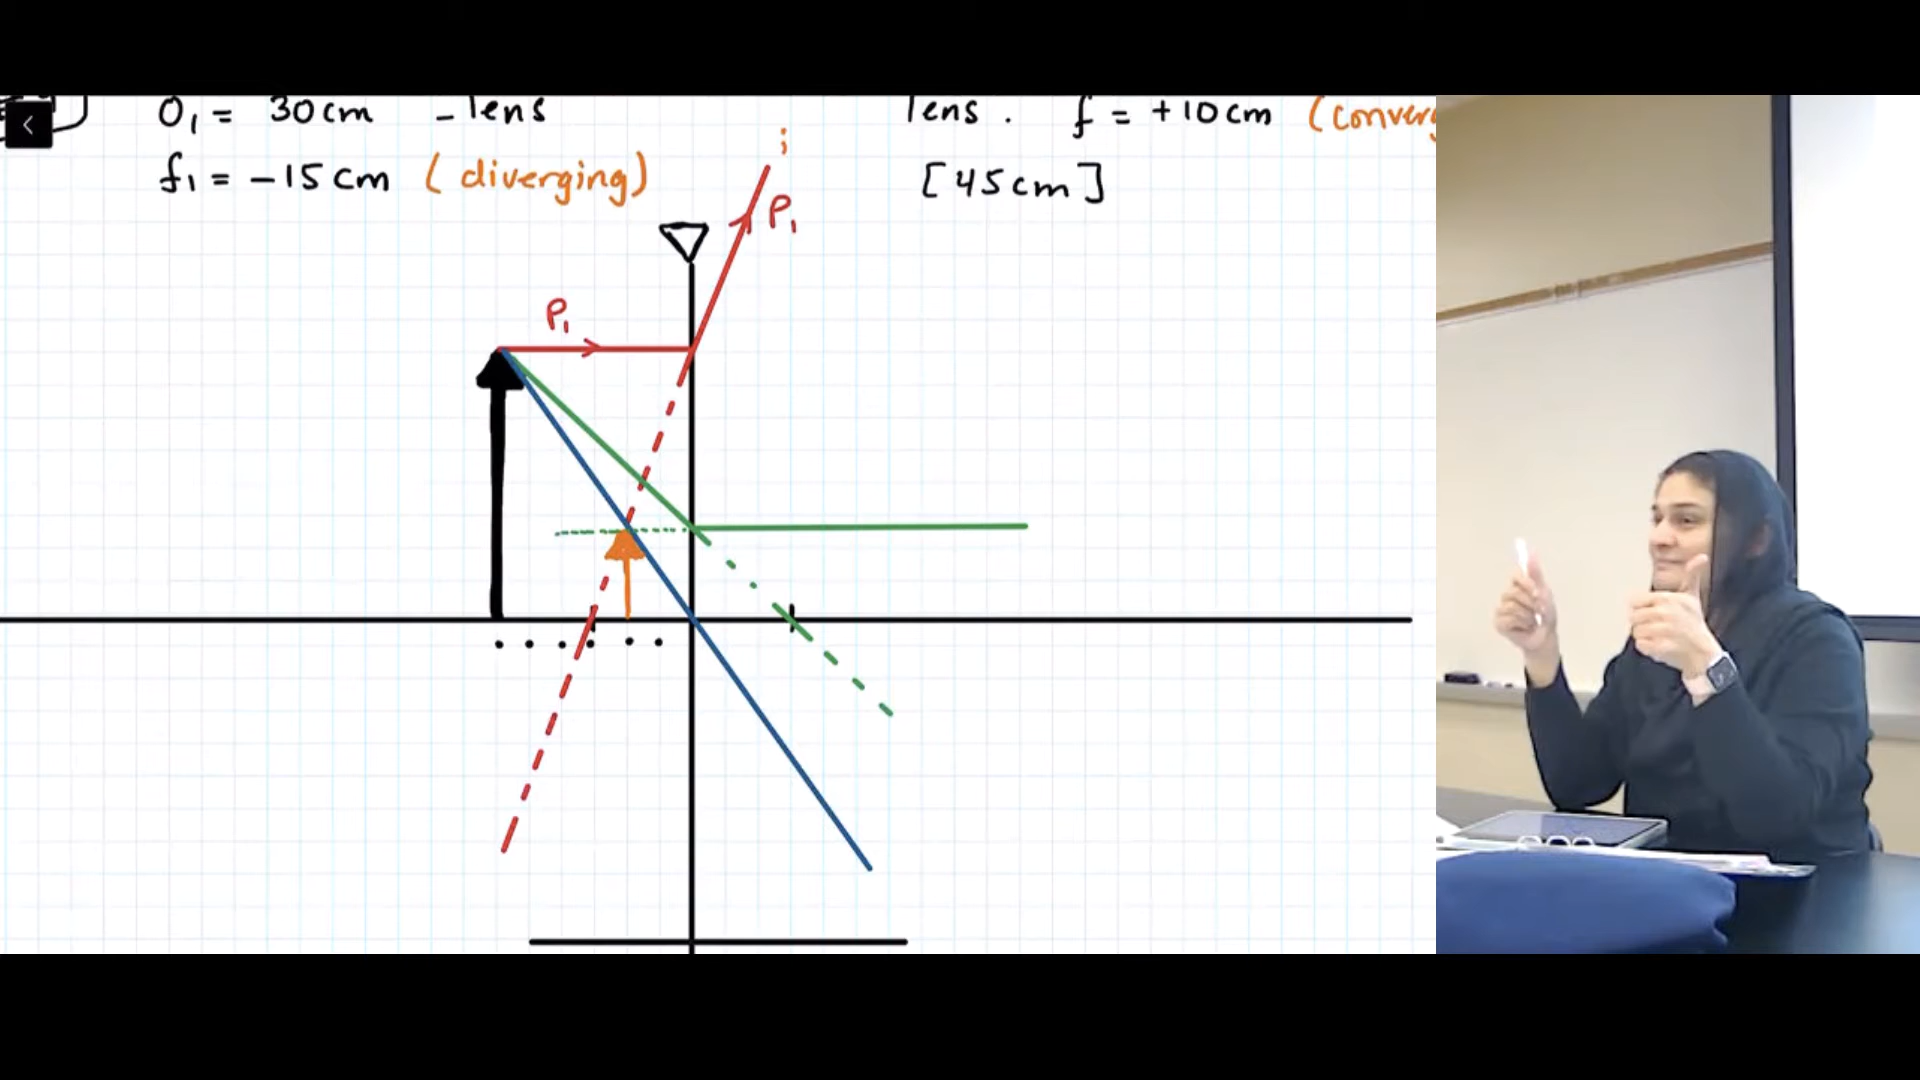 O₁ = 30cm - lens
f₁ = -15cm (diverging)
lens. f = +10cm (converg
[45cm]
i
P₁
P₁